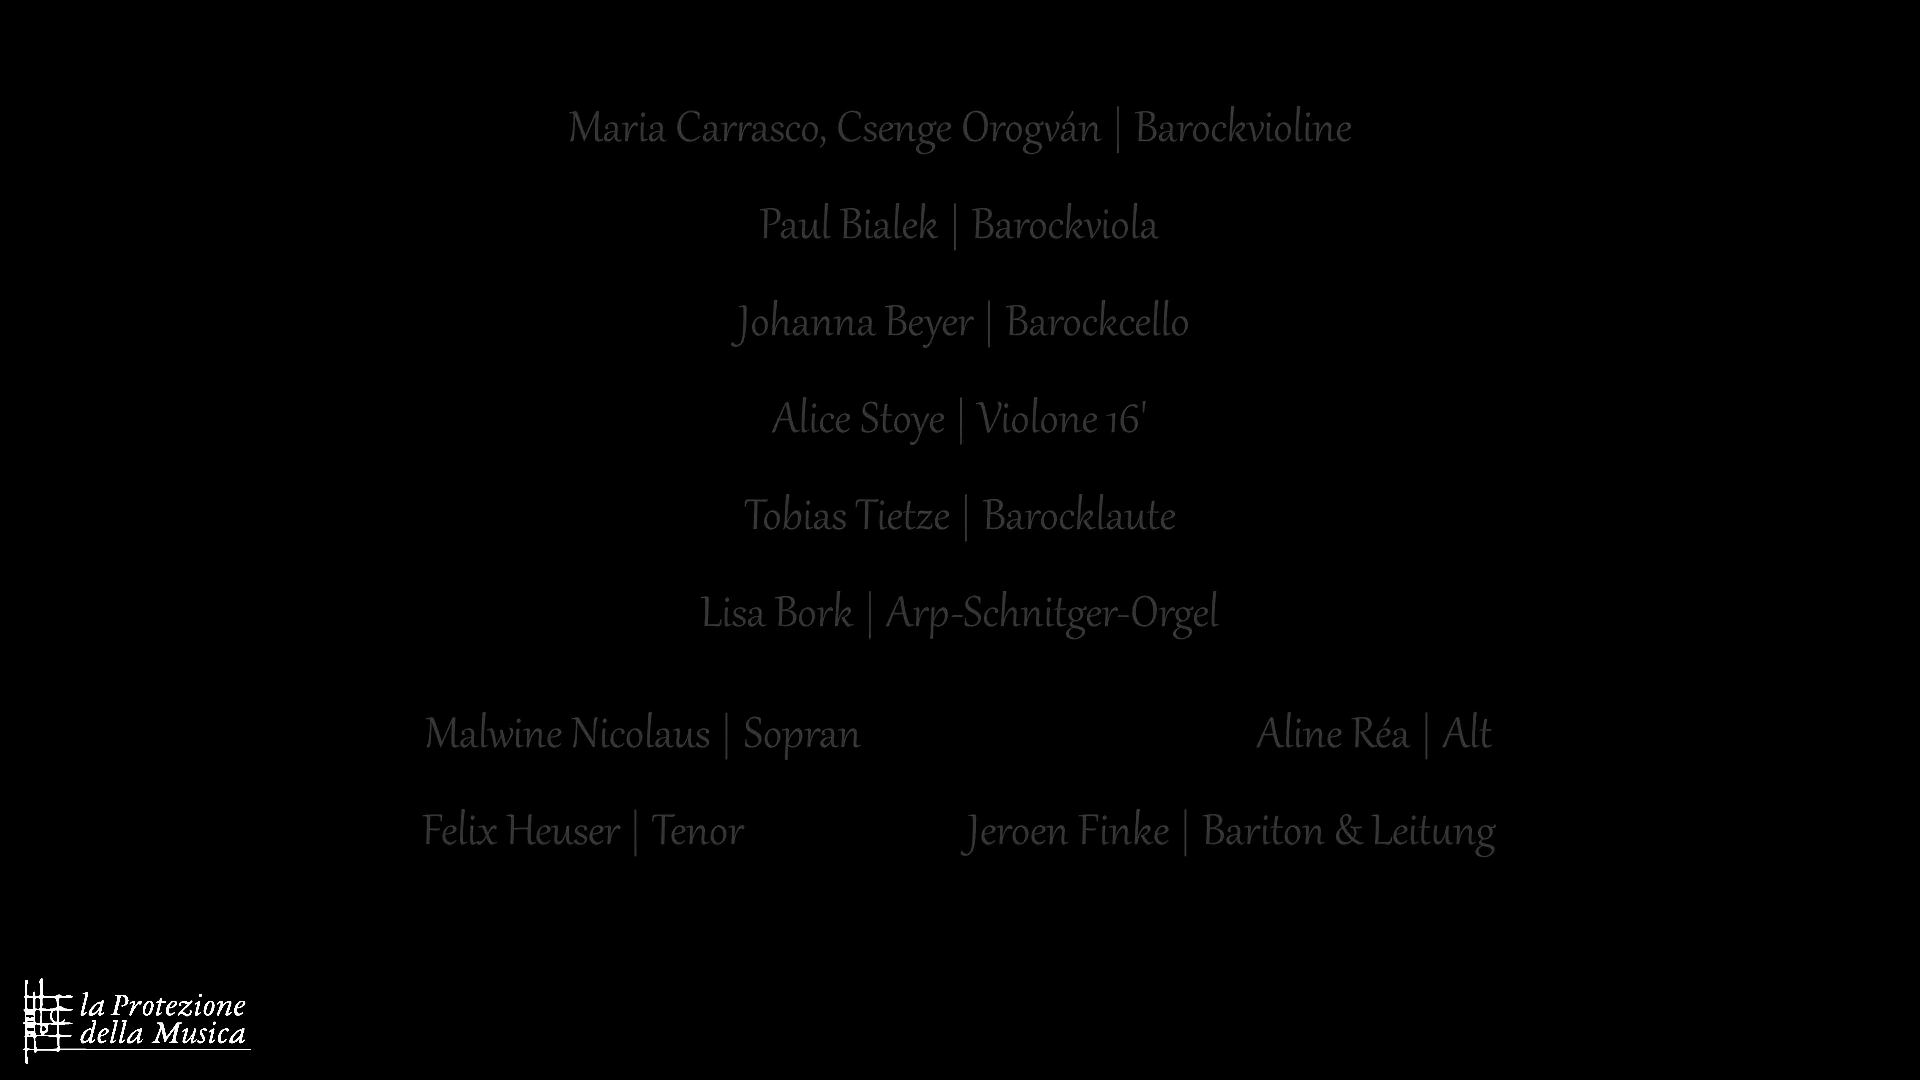 Maria Carrasco, Csenge Orogván | Barockvioline
Paul Bialek | Barockviola
Johanna Beyer | Barockcello
Alice Stoye | Violone 16'
Tobias Tietze | Barocklaute
Lisa Bork | Arp-Schnitger-Orgel
Malwine Nicolaus | Sopran
Aline Réa | Alt
Felix Heuser | Tenor
Jeroen Finke | Bariton & Leitung
la Protezione
della Musica